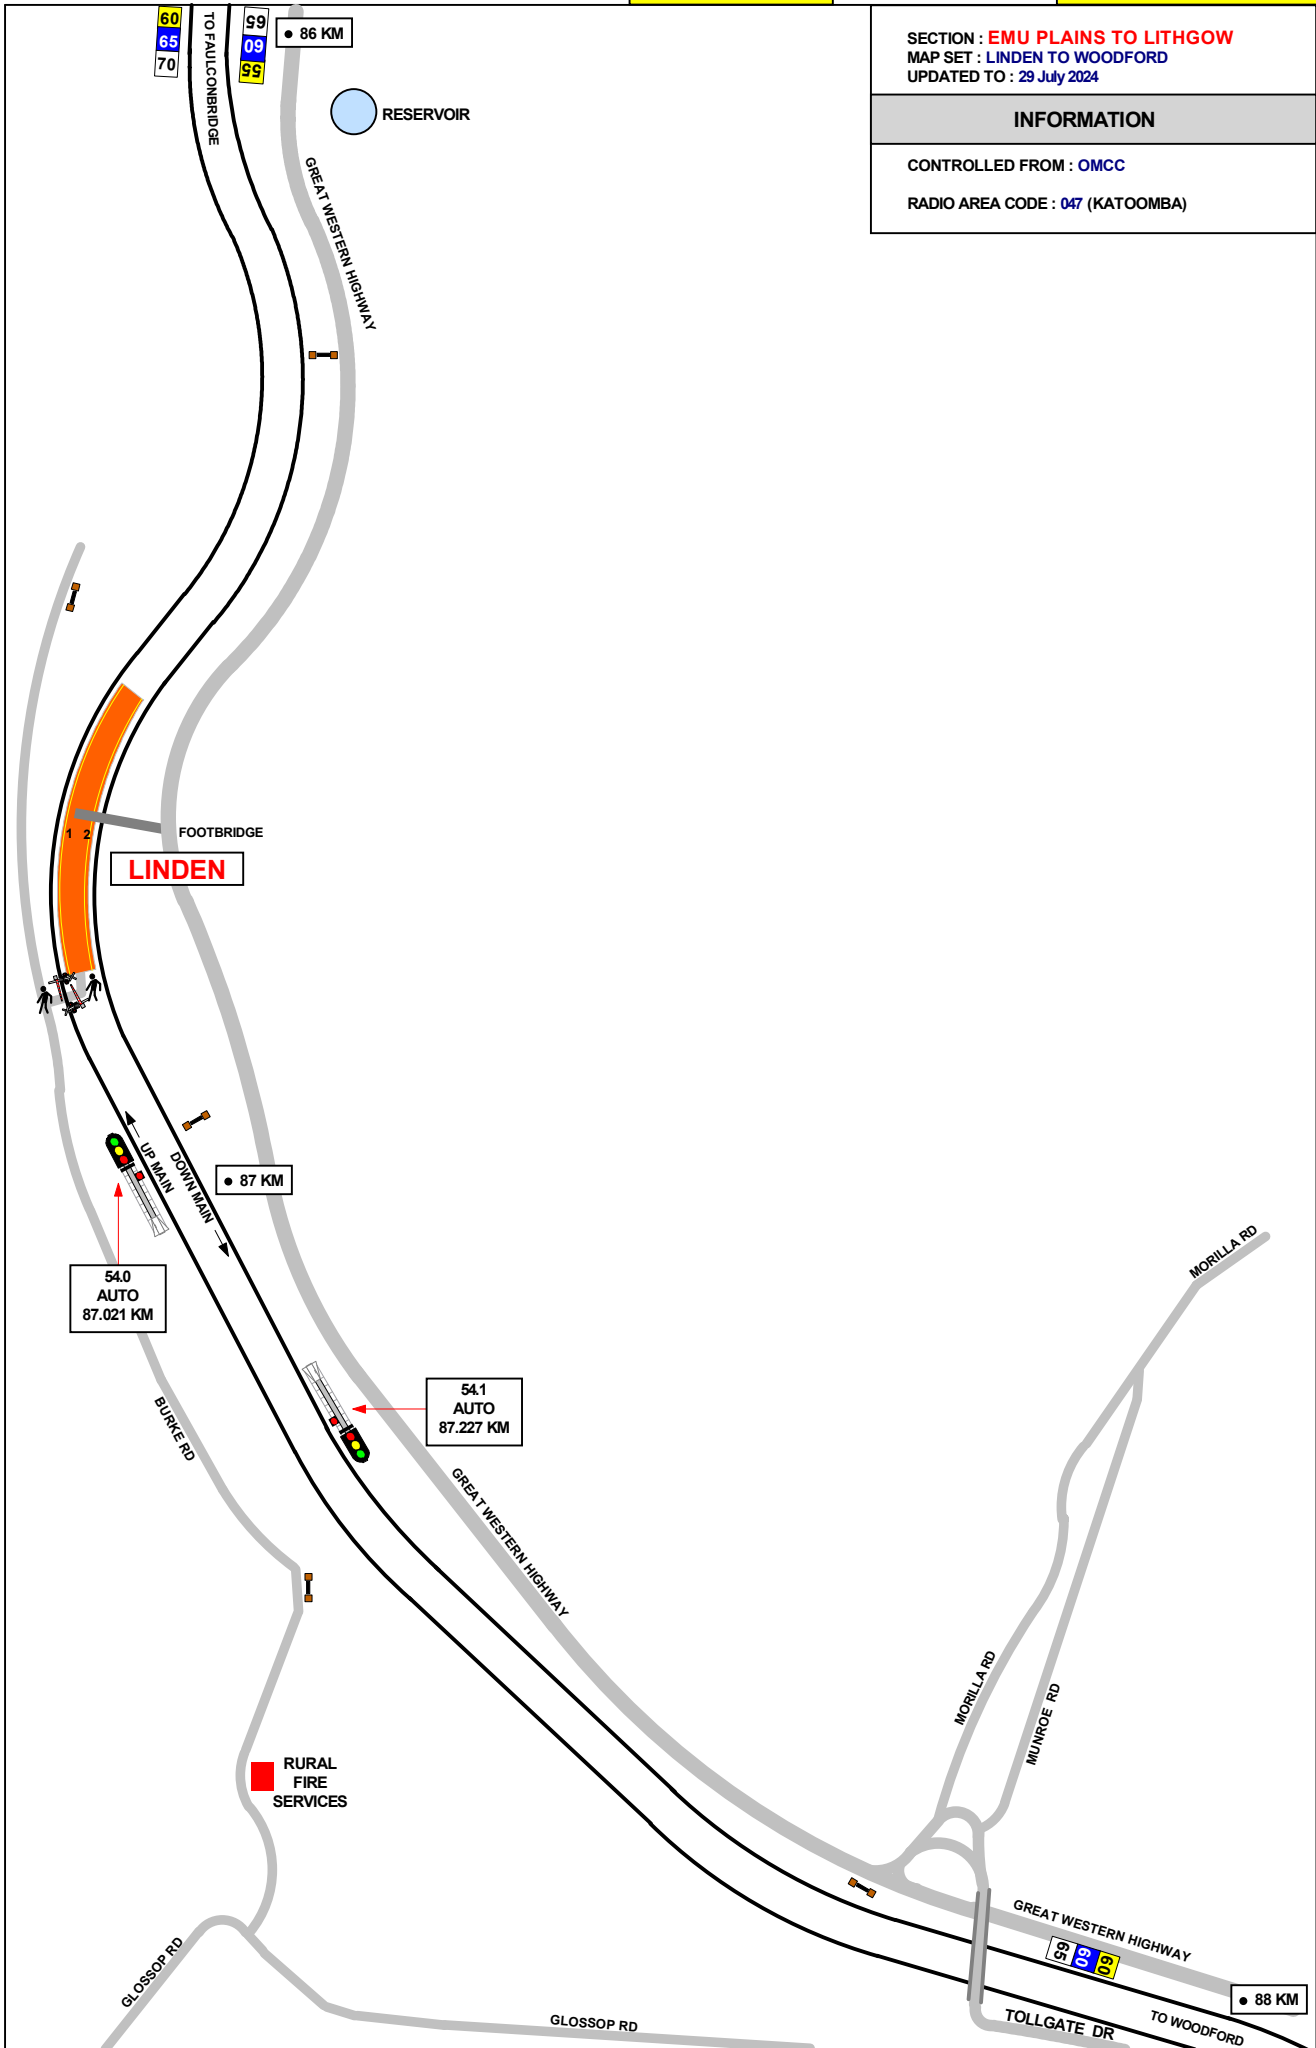 60
65
70
TO FAULCONBRIDGE
65
60
55
• 86 KM
RESERVOIR
GREAT WESTERN HIGHWAY
SECTION : EMU PLAINS TO LITHGOW
MAP SET : LINDEN TO WOODFORD
UPDATED TO : 29 July 2024
INFORMATION
CONTROLLED FROM : OMCC
RADIO AREA CODE : 047 (KATOOMBA)
1 2
FOOTBRIDGE
LINDEN
UP MAIN
DOWN MAIN
• 87 KM
54.0
AUTO
87.021 KM
54.1
AUTO
87.227 KM
BURKE RD
GREAT WESTERN HIGHWAY
MORILLA RD
MORILLA RD
MUNROE RD
RURAL
FIRE
SERVICES
GREAT WESTERN HIGHWAY
65
60
60
• 88 KM
GLOSSOP RD
GLOSSOP RD
TOLLGATE DR
TO WOODFORD